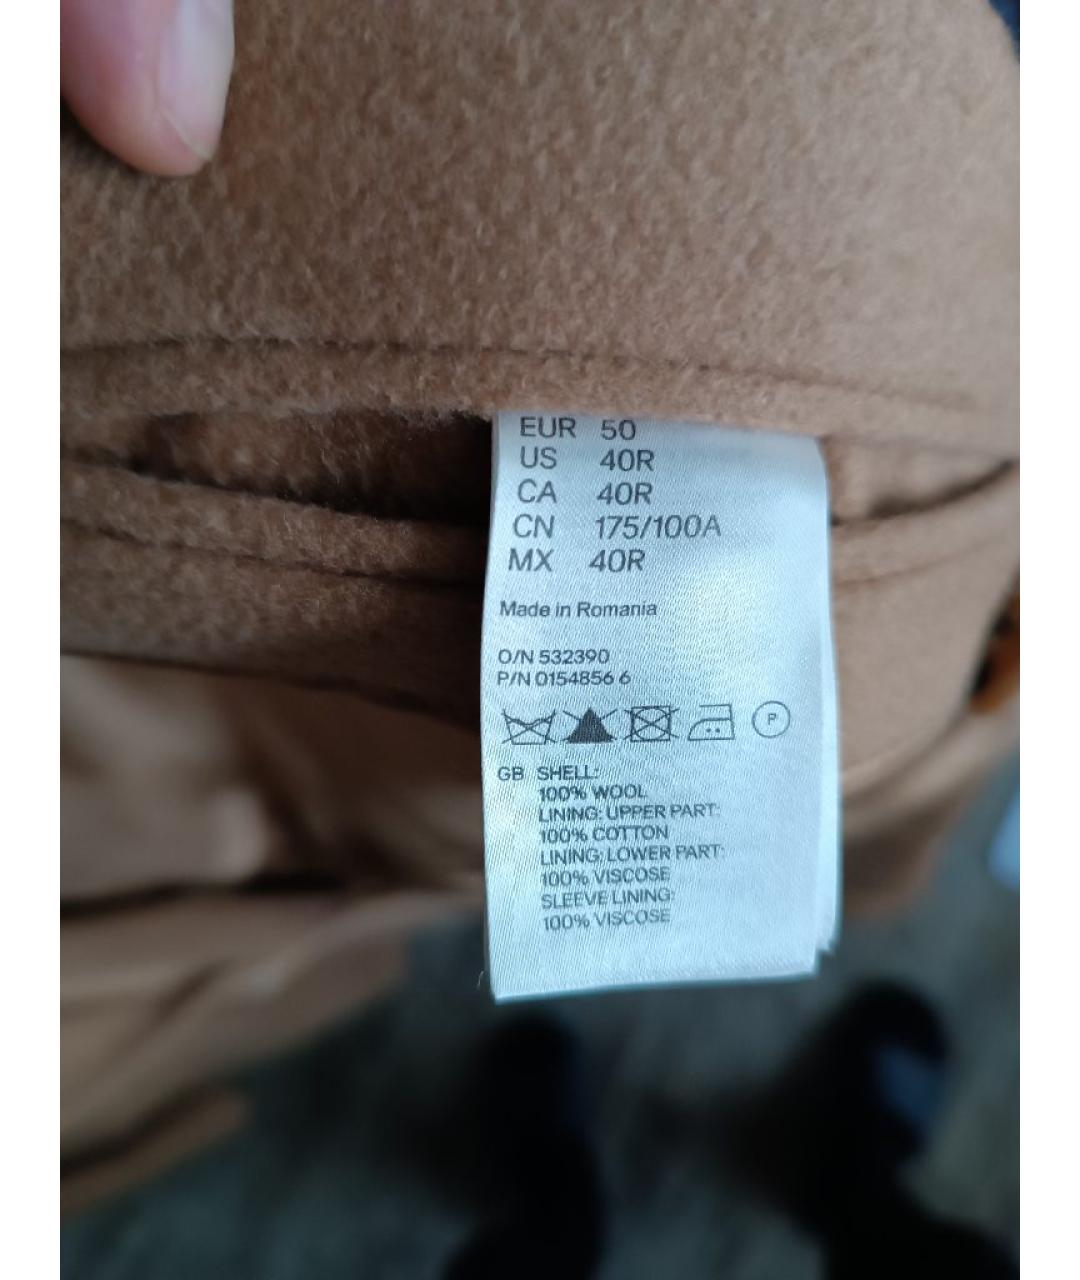 EUR 50
US 40R
CA 40R
CN 175/100A
MX 40R
Made in Romania
O/N 532390
P/N 0154856 6
P
GB SHELL:
100% WOOL
LINING: UPPER PART:
100% COTTON
LINING: LOWER PART:
100% VISCOSE
SLEEVE LINING:
100% VISCOSE